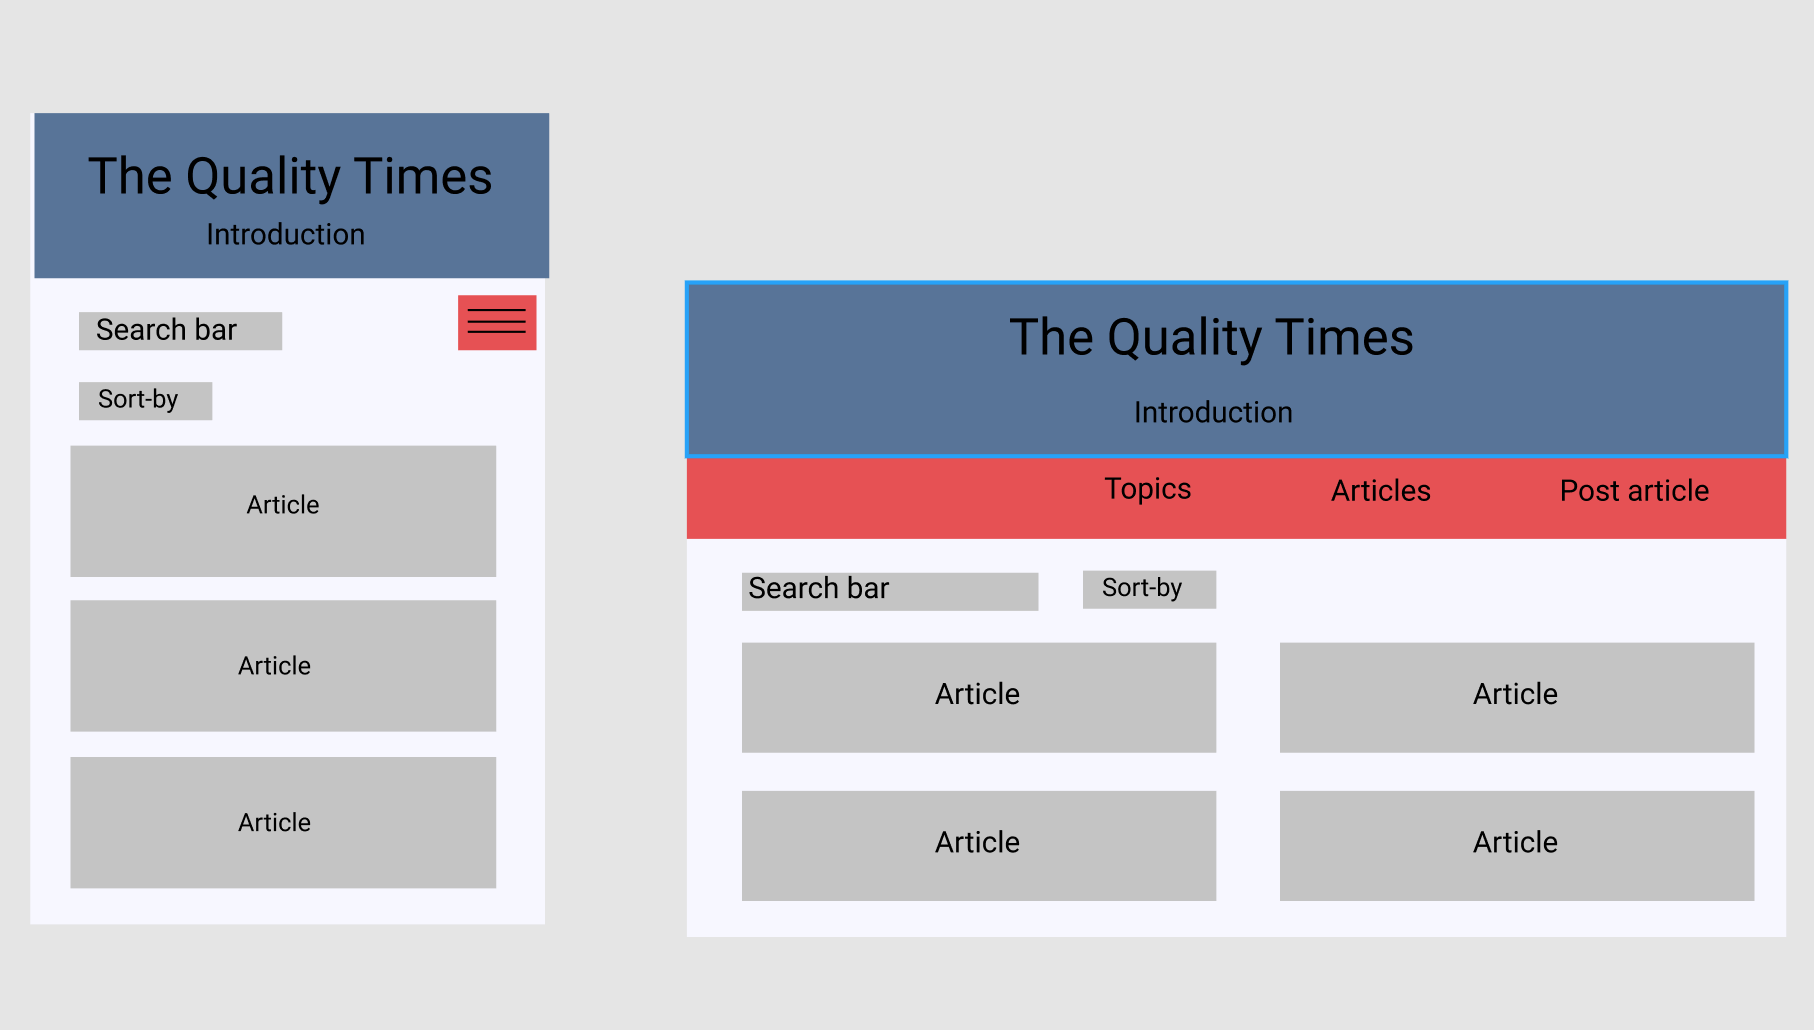 The Quality Times
Introduction
Search bar
Sort-by
Article
Article
Article
The Quality Times
Introduction
Topics Articles Post article
Search bar Sort-by
Article Article
Article Article